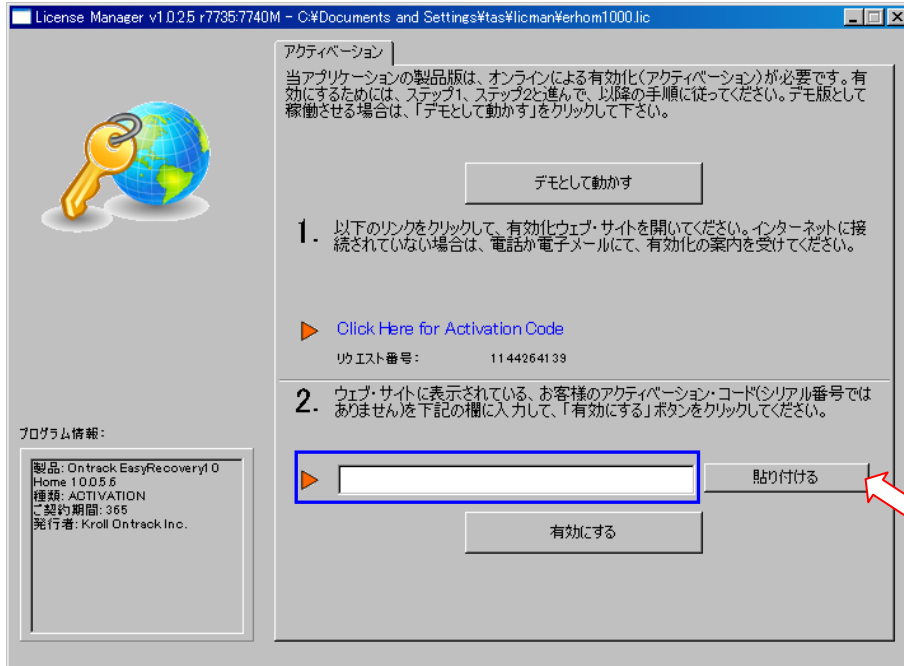 License Manager v1.0.2.5 r7735:7740M - C:¥Documents and Settings¥tas¥licman¥erhom1000.lic
アクティベーション
当アプリケーションの製品版は、オンラインによる有効化(アクティベーション)が必要です。有
効にするためには、ステップ1、ステップ2と進んで、以降の手順に従ってください。デモ版として
稼働させる場合は、「デモとして動かす」をクリックして下さい。
デモとして動かす
1. 以下のリンクをクリックして、有効化ウェブ・サイトを開いてください。インターネットに接
続されていない場合は、電話か電子メールにて、有効化の案内を受けてください。
Click Here for Activation Code
リクエスト番号: 1144264139
2. ウェブ・サイトに表示されている、お客様のアクティベーション・コード(シリアル番号では
ありません)を下記の欄に入力して、「有効にする」ボタンをクリックしてください。
貼り付ける
有効にする
プログラム情報:
製品: Ontrack EasyRecovery10
Home 10.0.5.6
種類: ACTIVATION
ご契約期間: 365
発行者: Kroll Ontrack Inc.